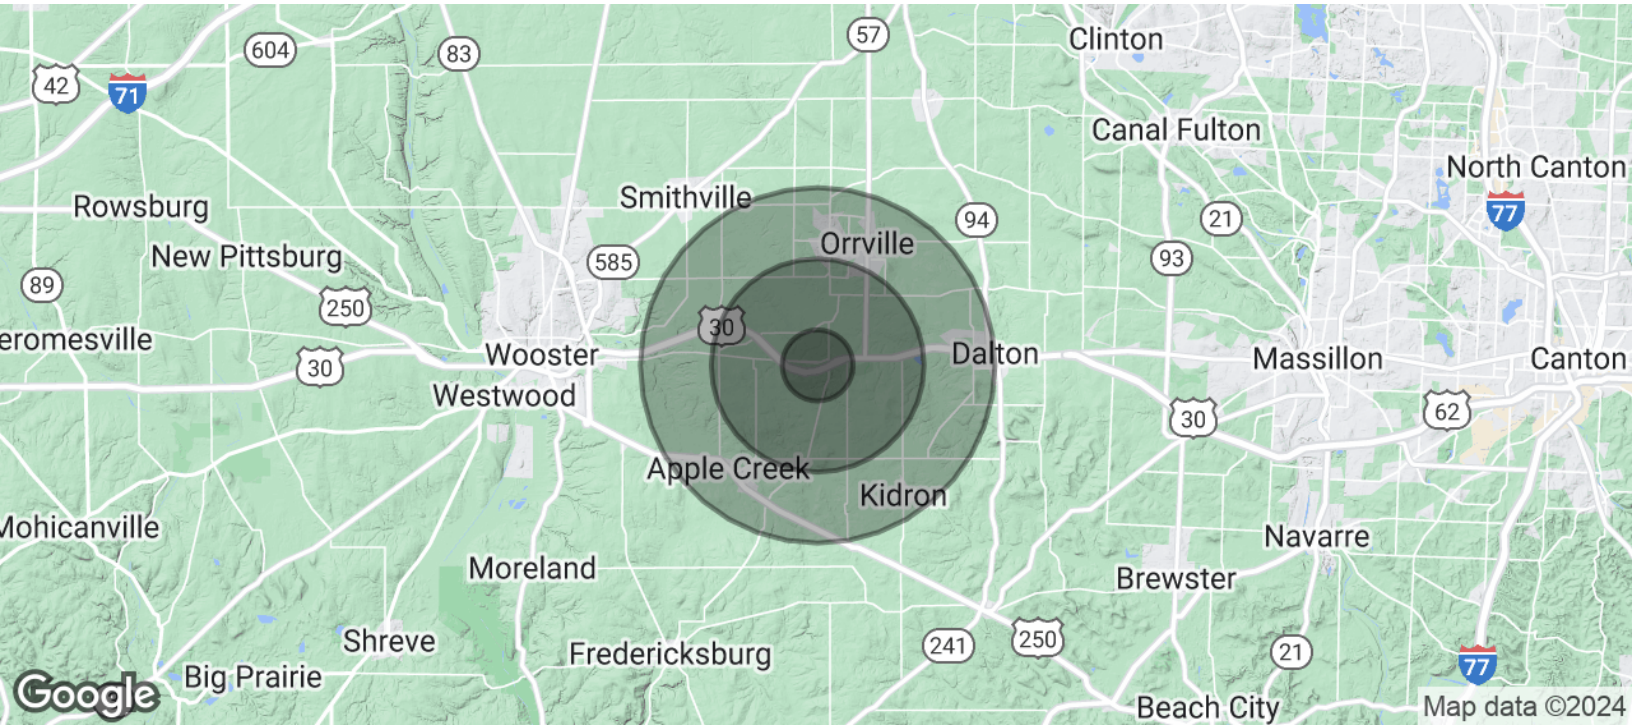 57
Clinton
604
83
42
71
Canal Fulton
North Canton
Smithville
Rowsburg
77
94
21
Orrville
New Pittsburg
585
93
89
250
30
eromesville
Wooster
30
Dalton
Massillon
Canton
Westwood
62
30
Apple Creek
Kidron
Mohicanville
Navarre
Moreland
Brewster
Shreve
250
241
Fredericksburg
21
77
Big Prairie
Google
Beach City
Map data ©2024